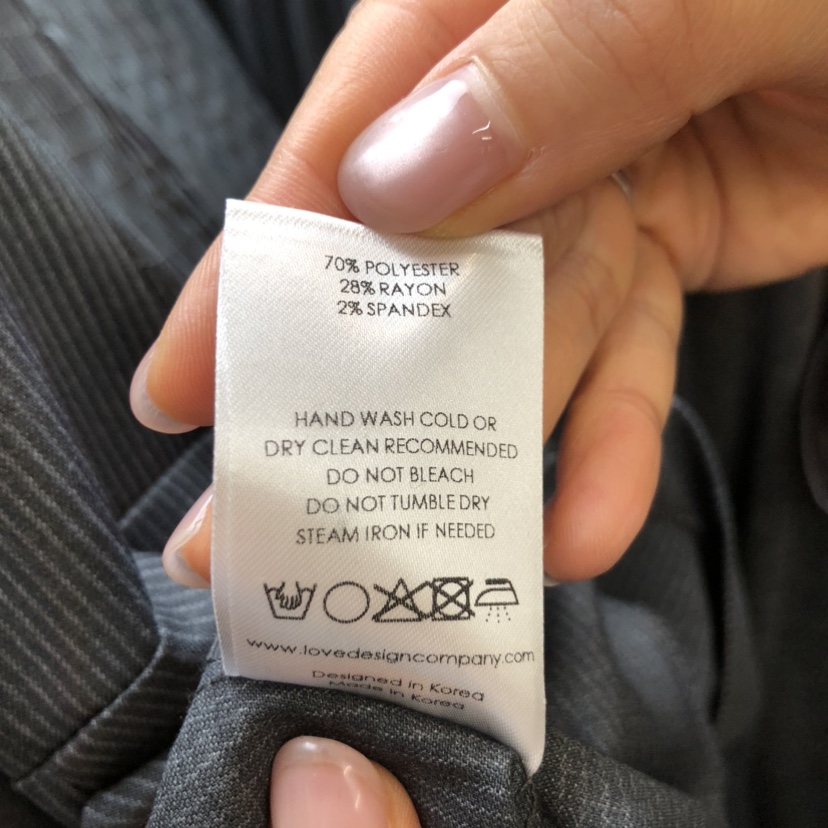 70% POLYESTER
28% RAYON
2% SPANDEX
HAND WASH COLD OR
DRY CLEAN RECOMMENDED
DO NOT BLEACH
DO NOT TUMBLE DRY
STEAM IRON IF NEEDED
www.lovedesigncompany.com
Designed in Korea
Made in Korea